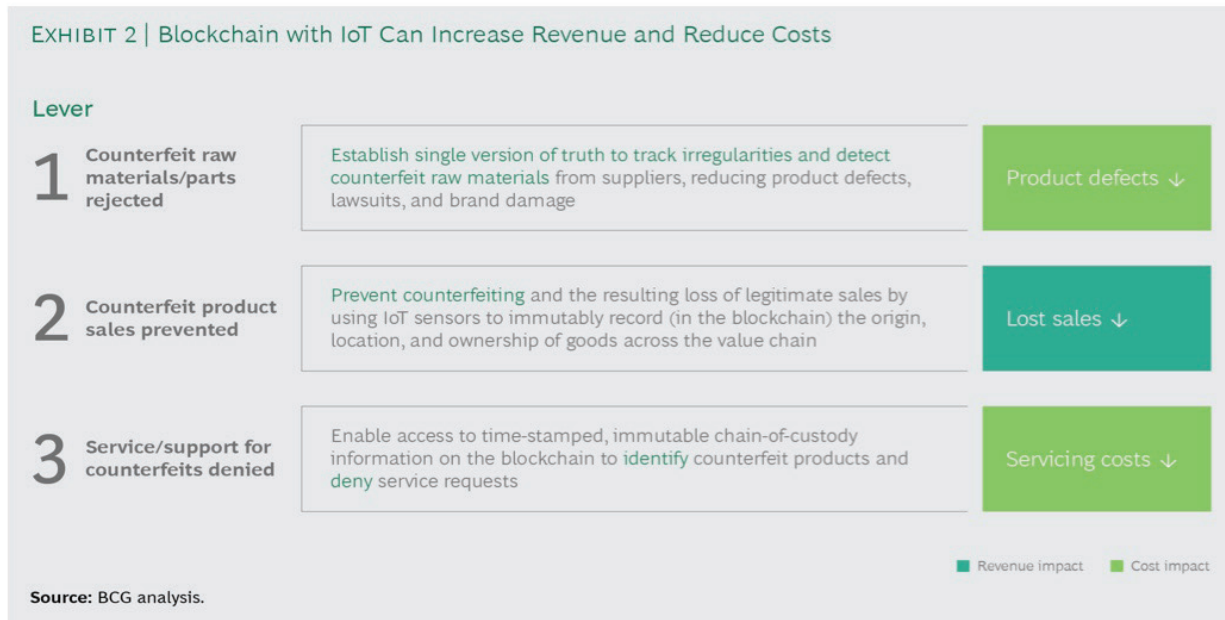 EXHIBIT 2 | Blockchain with IoT Can Increase Revenue and Reduce Costs
Lever
1
Counterfeit raw
materials/parts
rejected
Establish single version of truth to track irregularities and detect
counterfeit raw materials from suppliers, reducing product defects,
lawsuits, and brand damage
Product defects ↓
2
Counterfeit product
sales prevented
Prevent counterfeiting and the resulting loss of legitimate sales by
using IoT sensors to immutably record (in the blockchain) the origin,
location, and ownership of goods across the value chain
Lost sales ↓
3
Service/support for
counterfeits denied
Enable access to time-stamped, immutable chain-of-custody
information on the blockchain to identify counterfeit products and
deny service requests
Servicing costs ↓
Revenue impact
Cost impact
Source: BCG analysis.